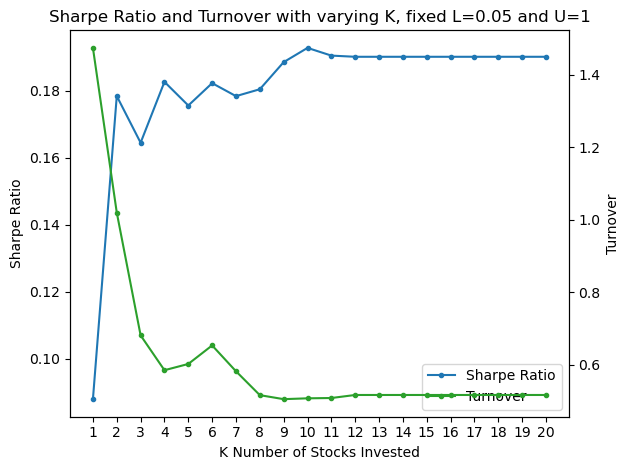 Sharpe Ratio and Turnover with varying K, fixed L=0.05 and U=1
Sharpe Ratio
0.18
0.16
0.14
0.12
0.10
1.4
1.2
1.0
0.8
0.6
Turnover
Sharpe Ratio
Turnover
1 2 3 4 5 6 7 8 9 10 11 12 13 14 15 16 17 18 19 20
K Number of Stocks Invested